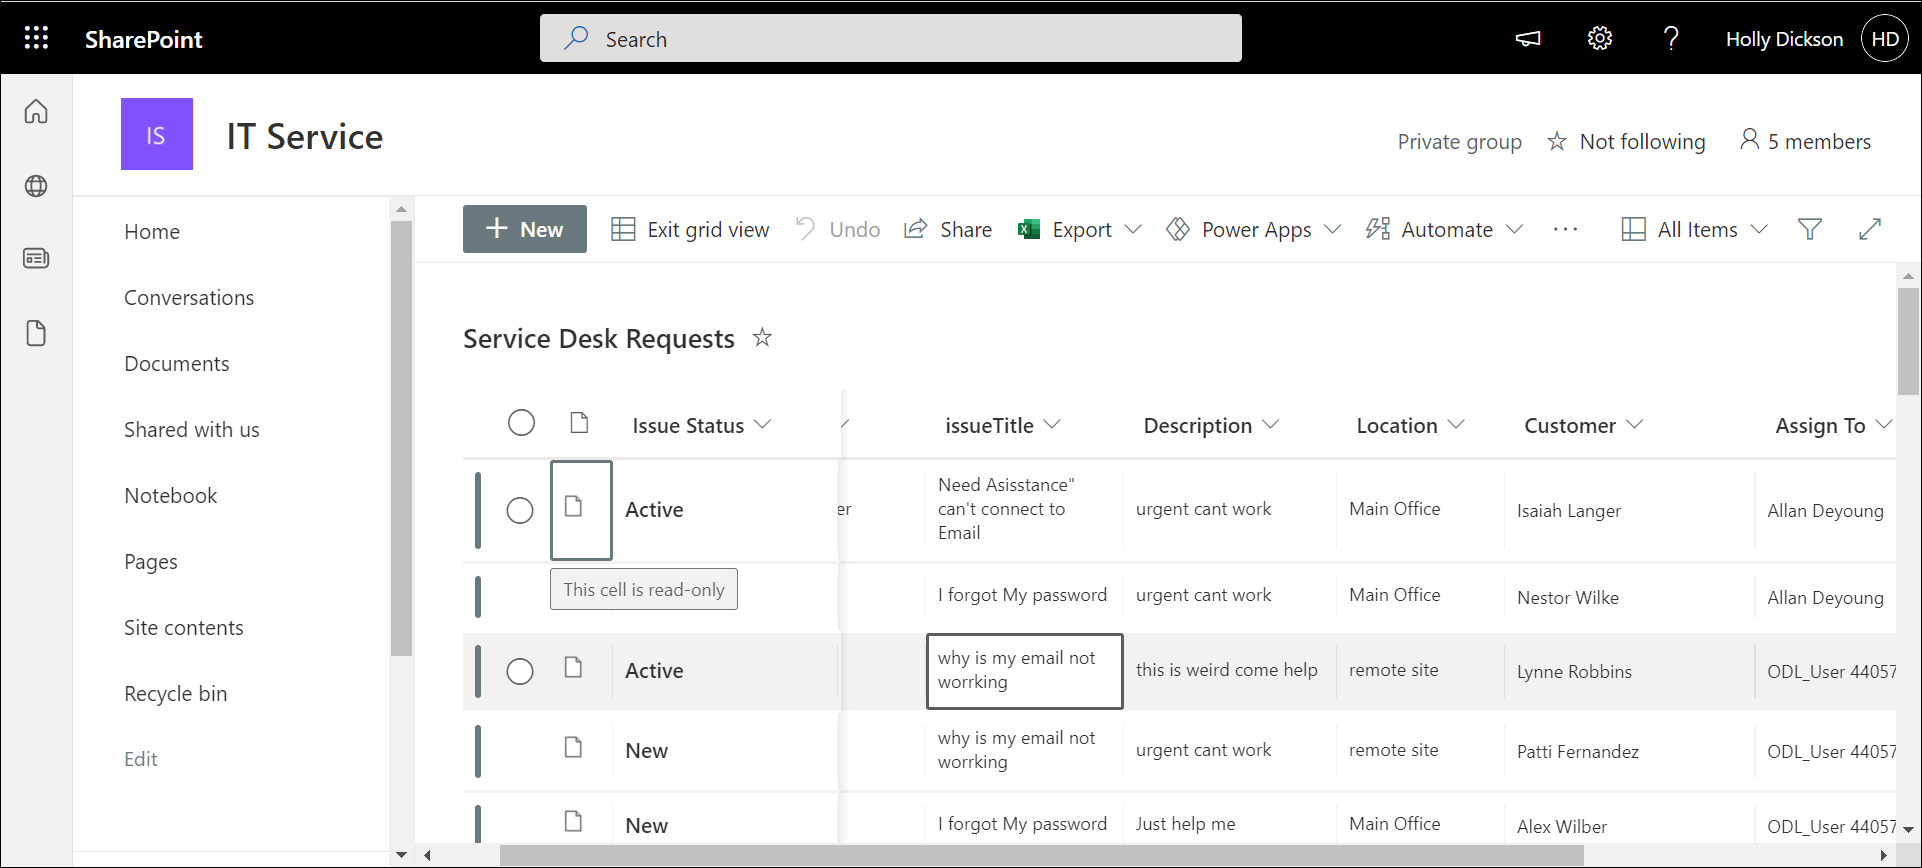 SharePoint
Search
Holly Dickson
HD
IS
IT Service
Private group
Not following
5 members
Home
Conversations
Documents
Shared with us
Notebook
Pages
Site contents
Recycle bin
Edit
New
Exit grid view
Undo
Share
Export
Power Apps
Automate
All Items
Service Desk Requests
Issue Status
issueTitle
Description
Location
Customer
Assign To
Active
er
Need Asisstance"
can't connect to
Email
urgent cant work
Main Office
Isaiah Langer
Allan Deyoung
This cell is read-only
I forgot My password
urgent cant work
Main Office
Nestor Wilke
Allan Deyoung
Active
why is my email not
worrking
this is weird come help
remote site
Lynne Robbins
ODL_User 44057
New
why is my email not
worrking
urgent cant work
remote site
Patti Fernandez
ODL_User 44057
New
I forgot My password
Just help me
Main Office
Alex Wilber
ODL_User 44057